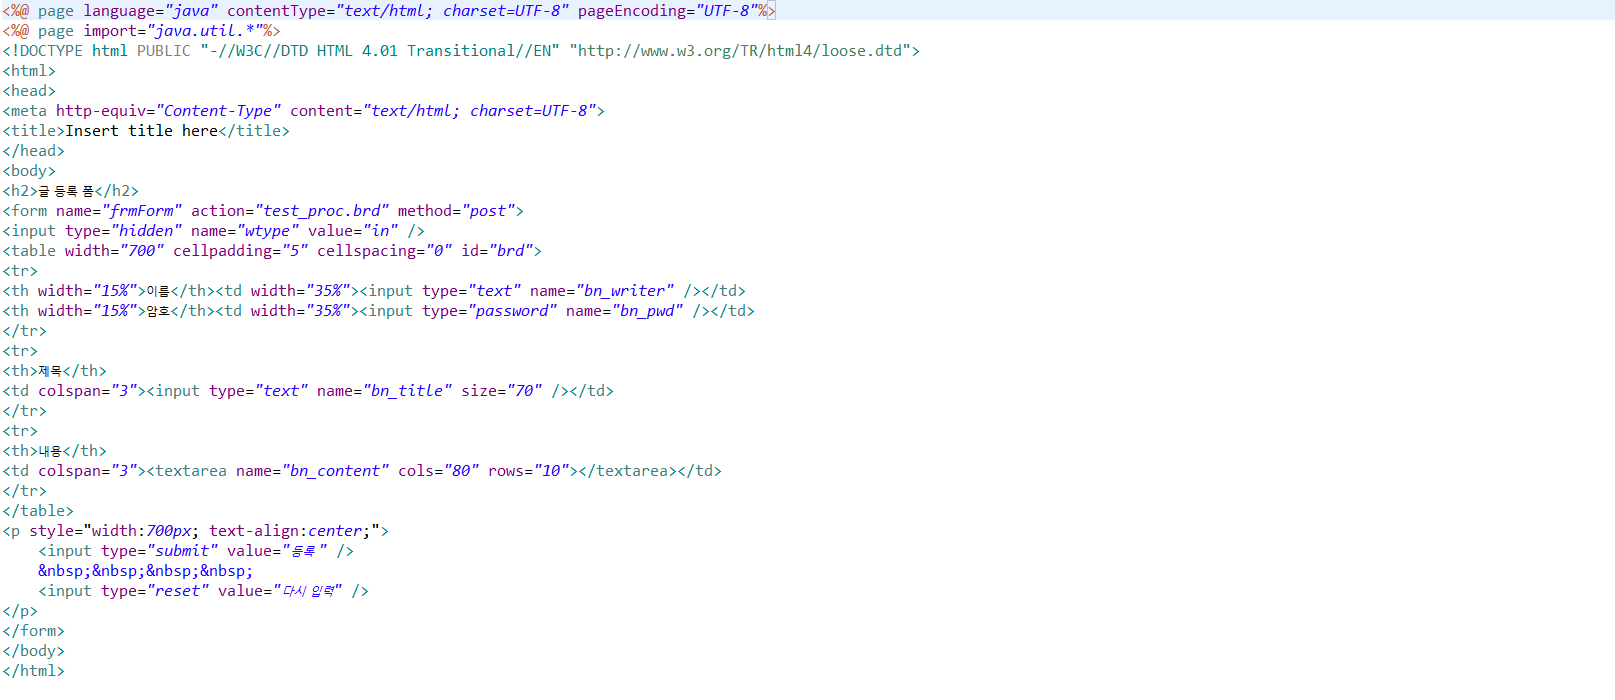 <%@ page language="java" contentType="text/html; charset=UTF-8" pageEncoding="UTF-8"%>
<%@ page import="java.util.*"%>
<!DOCTYPE html PUBLIC "-//W3C//DTD HTML 4.01 Transitional//EN" "http://www.w3.org/TR/html4/loose.dtd">
<html>
<head>
<meta http-equiv="Content-Type" content="text/html; charset=UTF-8">
<title>Insert title here</title>
</head>
<body>
<h2>글 등록 폼</h2>
<form name="frmForm" action="test_proc.brd" method="post">
<input type="hidden" name="wtype" value="in" />
<table width="700" cellpadding="5" cellspacing="0" id="brd">
<tr>
<th width="15%">이름</th><td width="35%"><input type="text" name="bn_writer" /></td>
<th width="15%">암호</th><td width="35%"><input type="password" name="bn_pwd" /></td>
</tr>
<tr>
<th>제목</th>
<td colspan="3"><input type="text" name="bn_title" size="70" /></td>
</tr>
<tr>
<th>내용</th>
<td colspan="3"><textarea name="bn_content" cols="80" rows="10"></textarea></td>
</tr>
</table>
<p style="width:700px; text-align:center;">
    <input type="submit" value="등록 " />
    &nbsp;&nbsp;&nbsp;&nbsp;
    <input type="reset" value="다시 입력" />
</p>
</form>
</body>
</html>